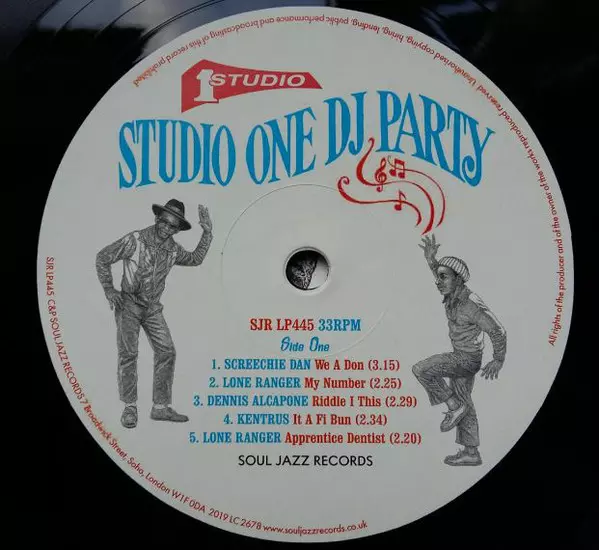 1 STUDIO
STUDIO ONE DJ PARTY
SJR LP445 33RPM
Side One
1. SCREECHIE DAN We A Don (3.15)
2. LONE RANGER My Number (2.25)
3. DENNIS ALCAPONE Riddle I This (2.29)
4. KENTRUS It A Fi Bun (2.34)
5. LONE RANGER Apprentice Dentist (2.20)
SOUL JAZZ RECORDS
SJR LP445 C&P SOUL JAZZ RECORDS 7 Broadwick Street, Soho, London W1F 0DA 2019 LC 2678 www.souljazzrecords.co.uk
All rights of the producer and of the owner of the works reproduced reserved. Unauthorised copying, hiring, lending, public performance and broadcasting of this record prohibited